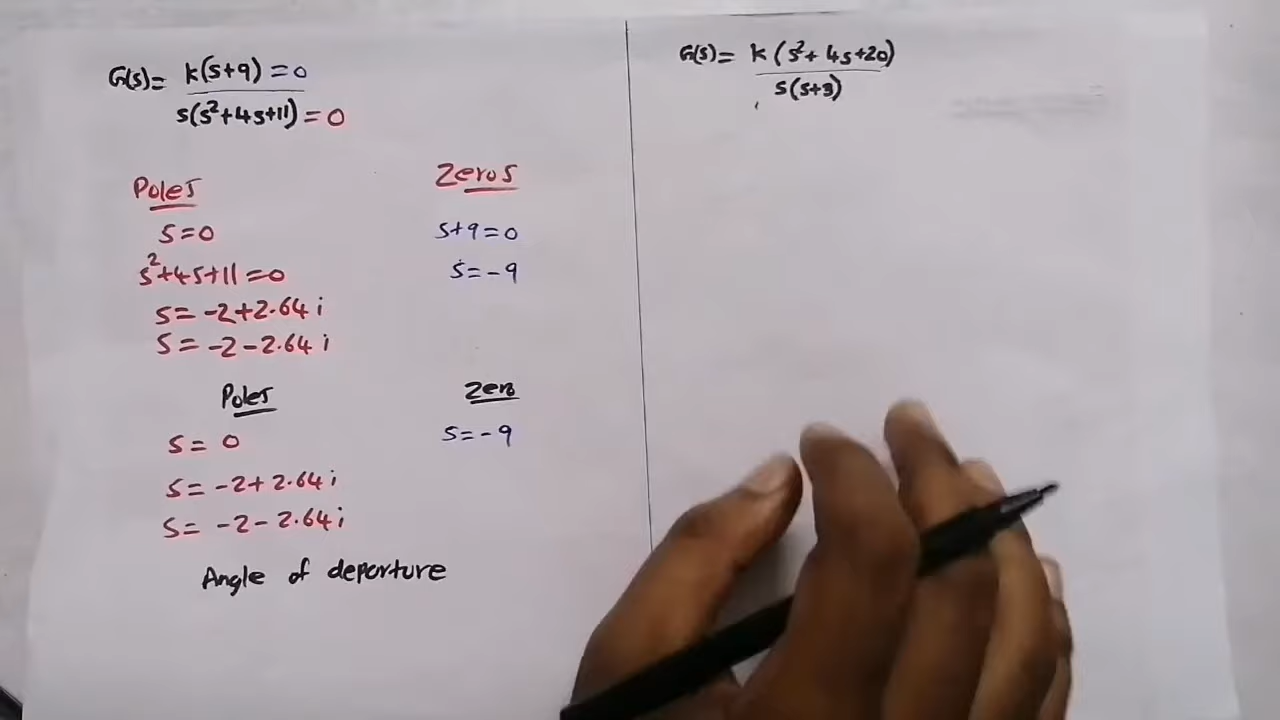 G(s)= K(s+9) =0
s(s²+4s+11) = 0
Poles
s=0
s²+4s+11=0
s= -2+2.64i
s= -2-2.64i
Zeros
s+9=0
s=-9
Poles
s= 0
s= -2+2.64i
s= -2-2.64i
Zero
s=-9
Angle of departure
G(s)= K(s²+4s+20)
s(s+3)